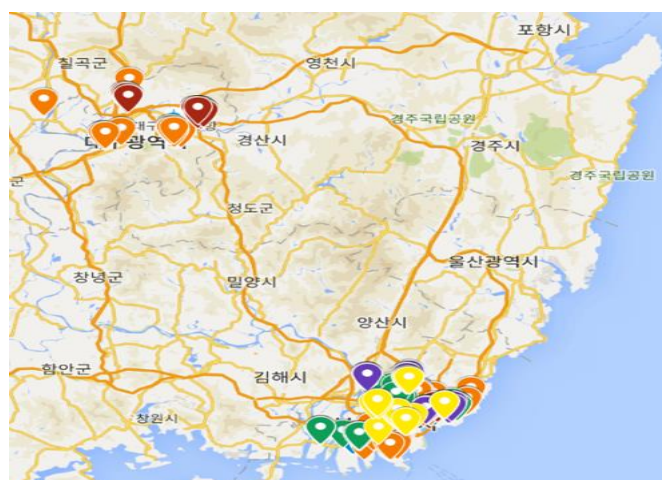 포항시
칠곡군
영천시
경주국립공원
경산시
경주시
경주국립공원
청도군
울산광역시
창녕군
밀양시
양산시
함안군
김해시
창원시